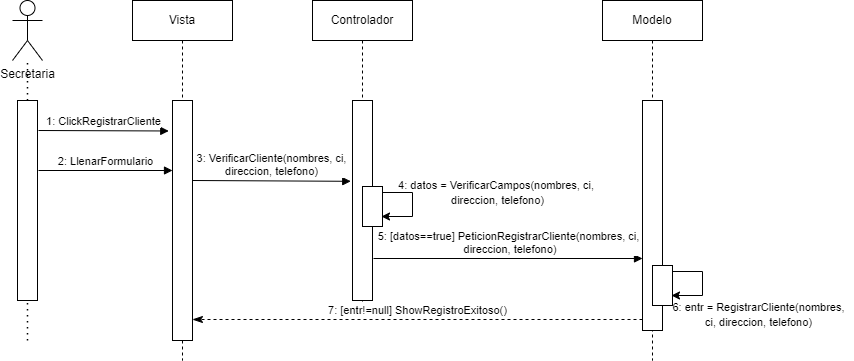 Vista
Controlador
Modelo
Secretaria
1: ClickRegistrarCliente
2: LlenarFormulario
3: VerificarCliente(nombres, ci,
direccion, telefono)
4: datos = VerificarCampos(nombres, ci,
direccion, telefono)
5: [datos==true] PeticionRegistrarCliente(nombres, ci,
direccion, telefono)
6: entr = RegistrarCliente(nombres,
ci, direccion, telefono)
7: [entr!=null] ShowRegistroExitoso()